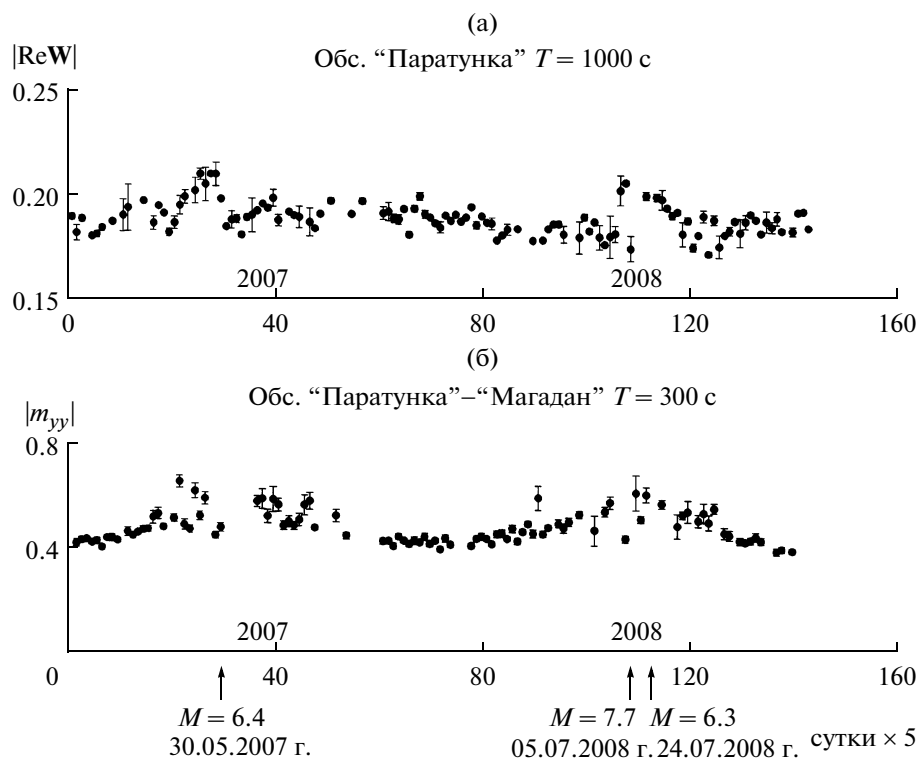 (а)
Обс. “Паратунка” T = 1000 с
|ReW|
0.25
0.20
0.15
2007
2008
0
40
80
120
160
(б)
Обс. “Паратунка”–“Магадан” T = 300 с
|m_yy|
0.8
0.4
2007
2008
0
40
80
120
160
M = 6.4
M = 7.7
M = 6.3
30.05.2007 г.
05.07.2008 г.
24.07.2008 г.
сутки × 5